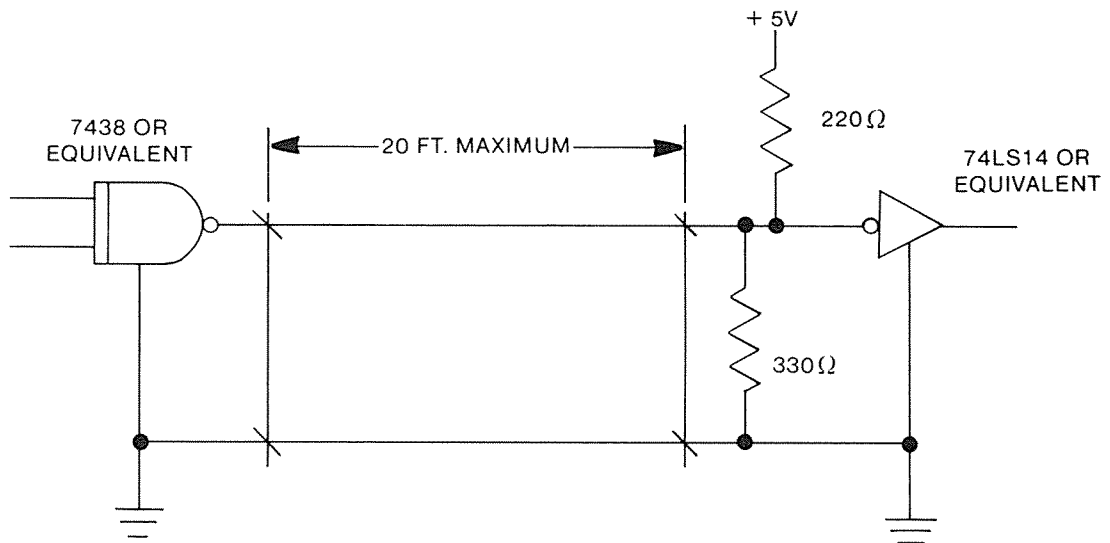 + 5V
7438 OR
EQUIVALENT
20 FT. MAXIMUM
220Ω
74LS14 OR
EQUIVALENT
330Ω